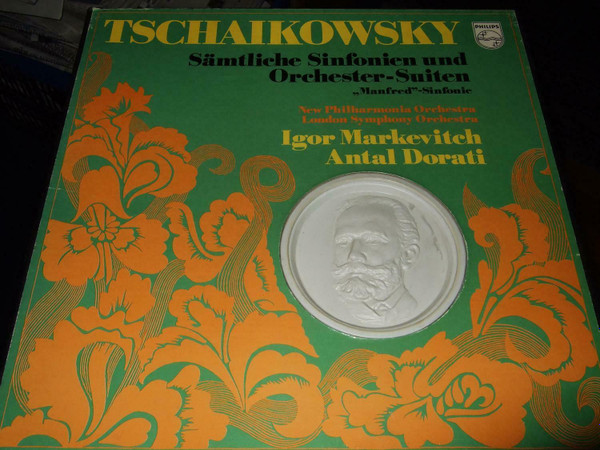 TSCHAIKOWSKY
PHILIPS
Sämtliche Sinfonien und
Orchester-Suiten
„Manfred”-Sinfonie
New Philharmonia Orchestra
London Symphony Orchestra
Igor Markevitch
Antal Dorati